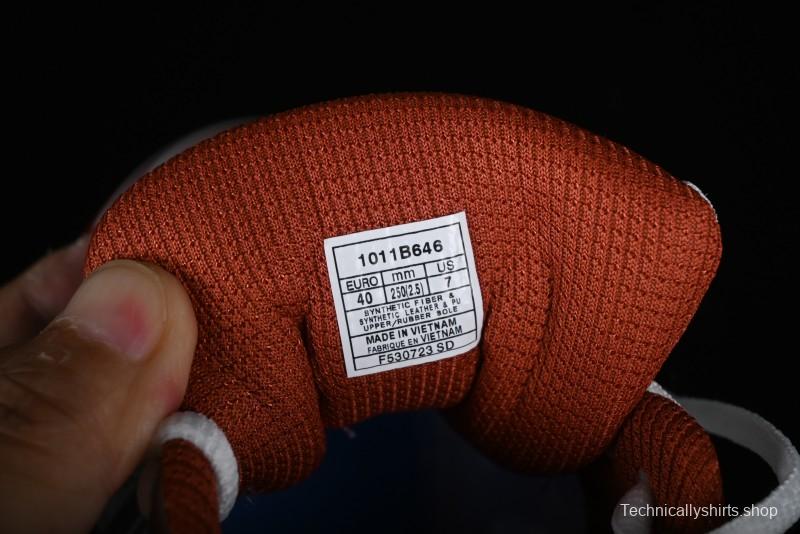 1011B646
EURO mm US
40 250(2.5) 7
SYNTHETIC FIBER &
SYNTHETIC LEATHER & PU
UPPER/RUBBER SOLE
MADE IN VIETNAM
FABRIQUE EN VIETNAM
F530723 SD
Technicallyshirts.shop